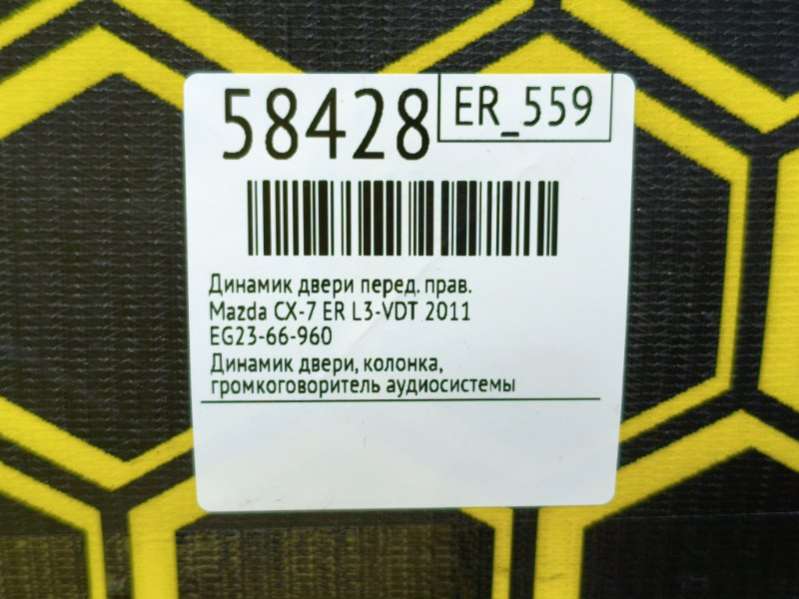 58428
ER_559
Динамик двери перед. прав.
Mazda CX-7 ER L3-VDT 2011
EG23-66-960
Динамик двери, колонка,
громкоговоритель аудиосистемы